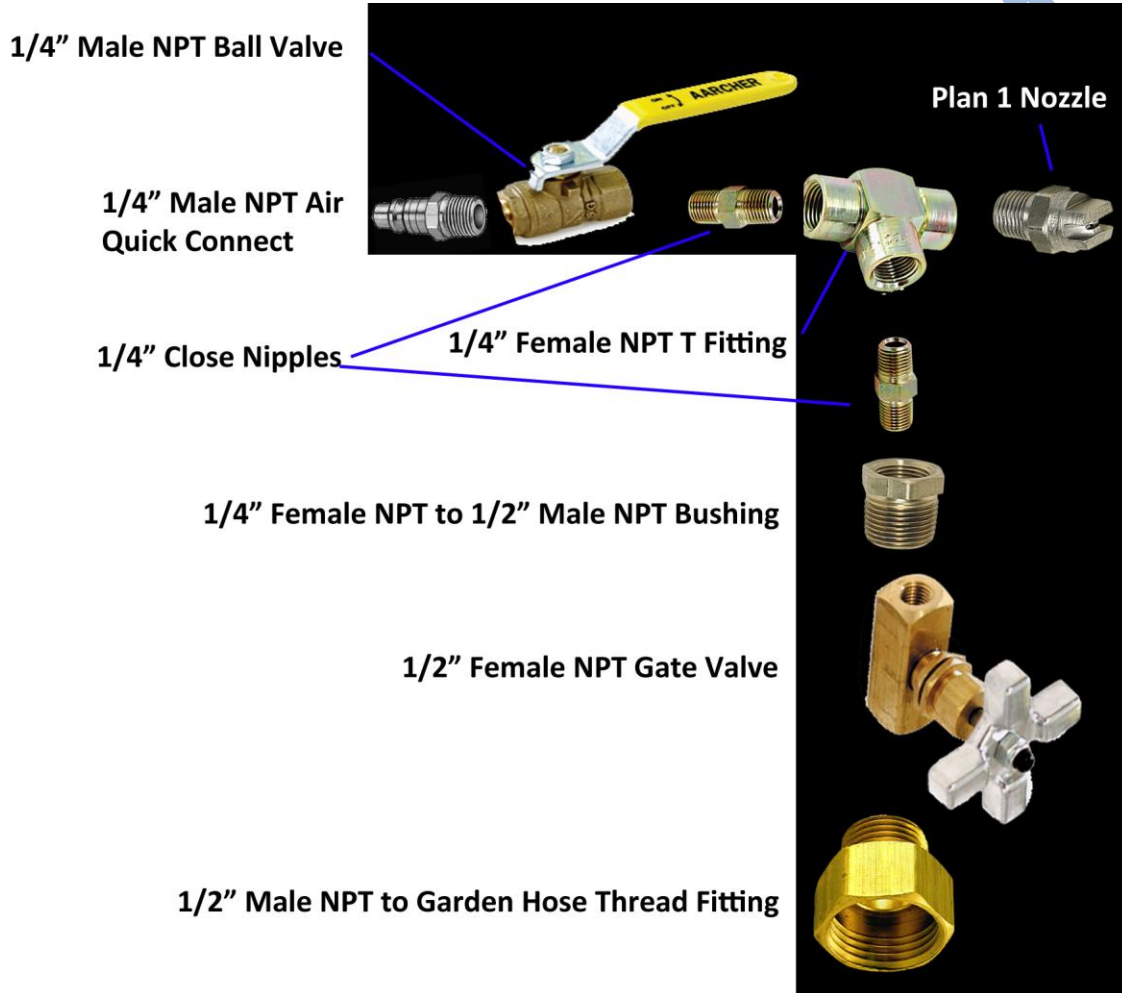 1/4” Male NPT Ball Valve
AARCHER
Plan 1 Nozzle
1/4” Male NPT Air
Quick Connect
1/4” Close Nipples
1/4” Female NPT T Fitting
1/4” Female NPT to 1/2” Male NPT Bushing
1/2” Female NPT Gate Valve
1/2” Male NPT to Garden Hose Thread Fitting